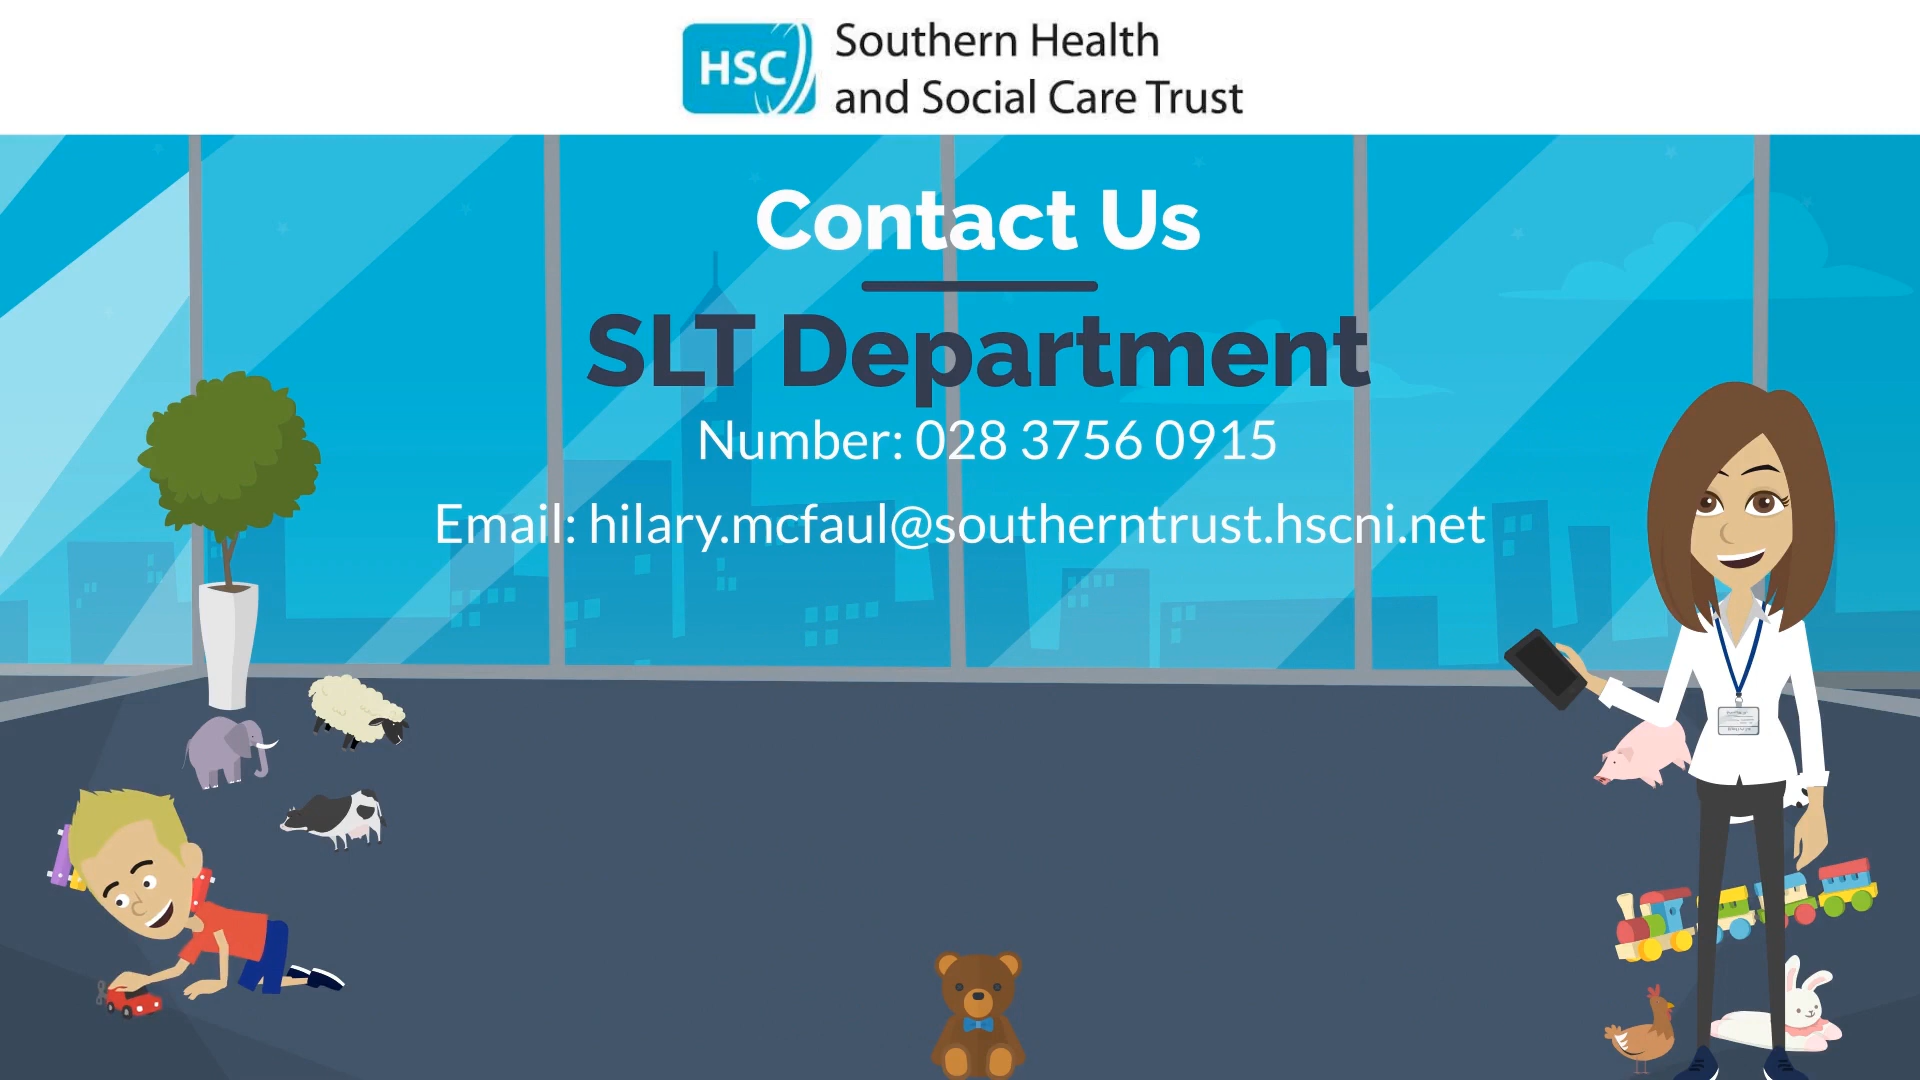 HSC
Southern Health
and Social Care Trust
Contact Us
SLT Department
Number: 028 3756 0915
Email: hilary.mcfaul@southerntrust.hscni.net